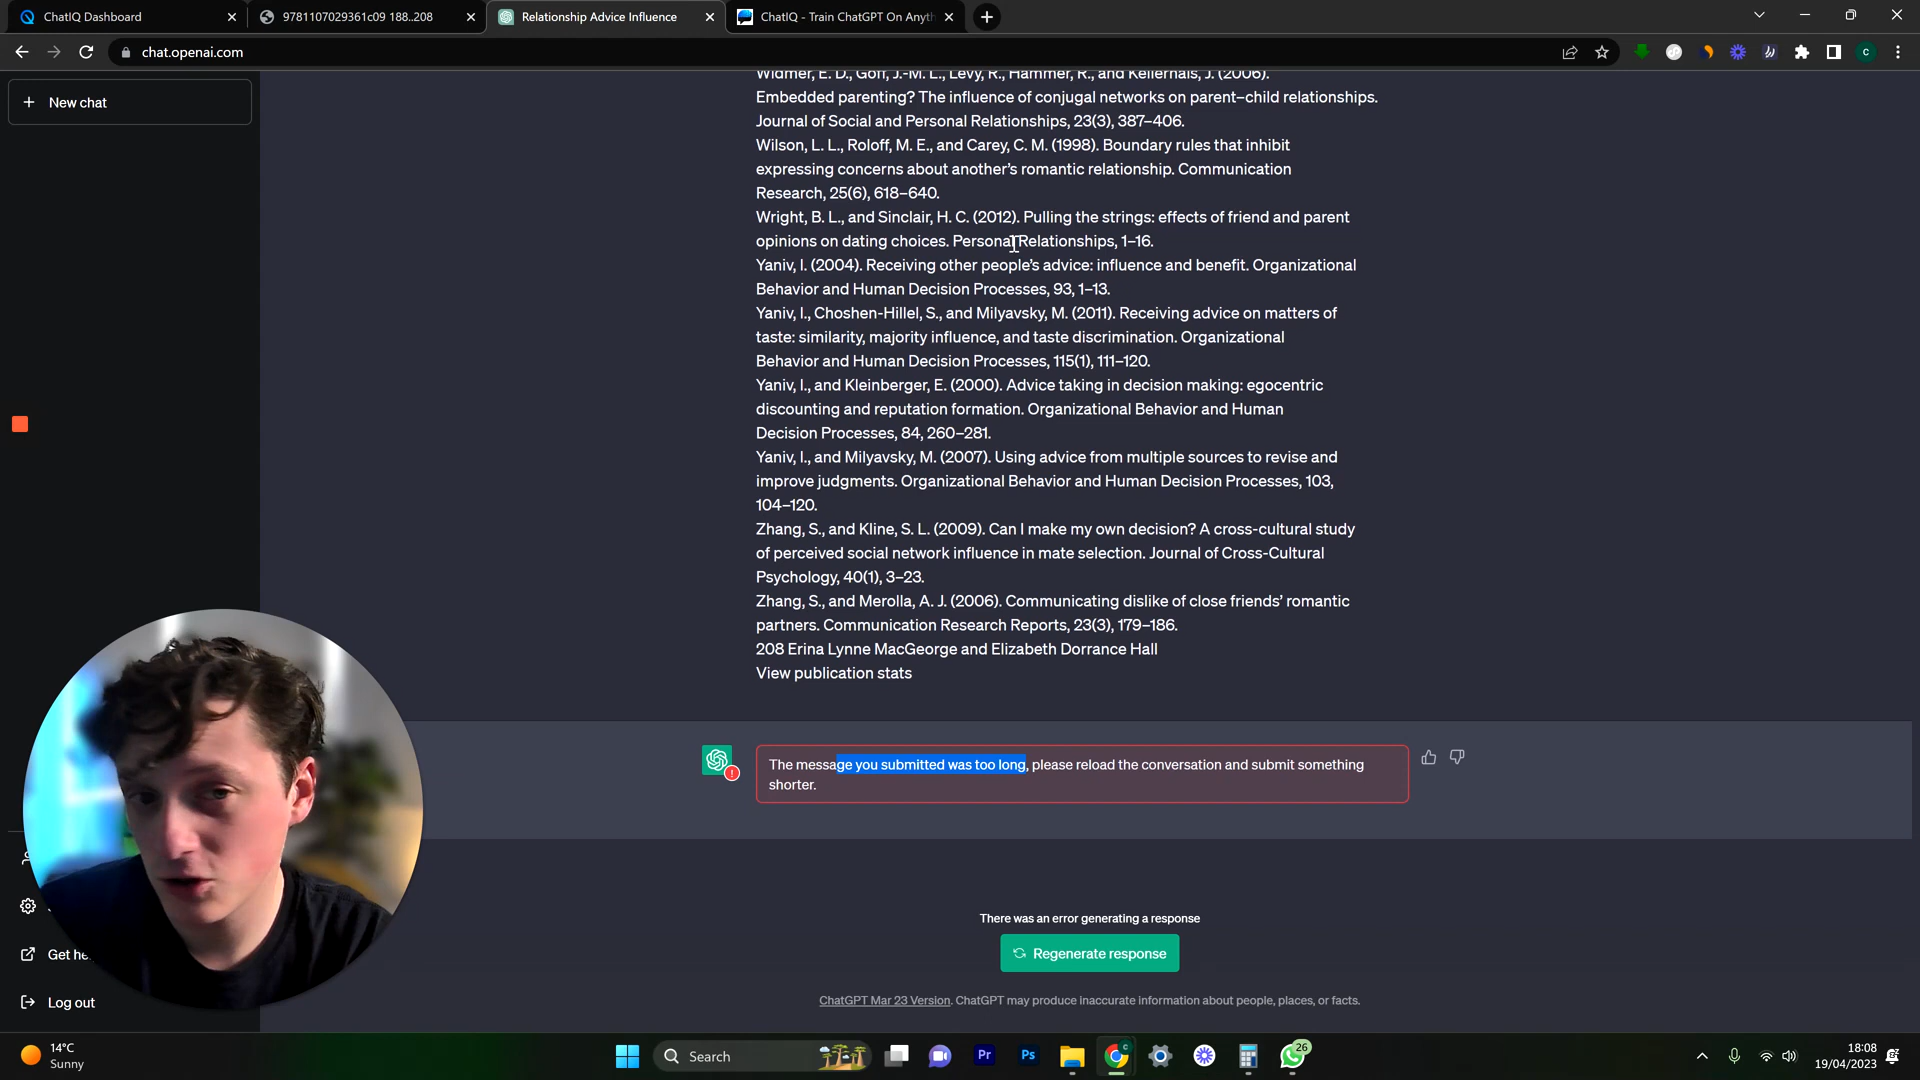 ChatIQ Dashboard
9781107029361c09 188..208
Relationship Advice Influence
ChatIQ - Train ChatGPT On Anyth
chat.openai.com
c
New chat
Widmer, E. D., Goff, J.-M. L., Levy, R., Hammer, R., and Kellerhals, J. (2006).
Embedded parenting? The influence of conjugal networks on parent–child relationships.
Journal of Social and Personal Relationships, 23(3), 387–406.
Wilson, L. L., Roloff, M. E., and Carey, C. M. (1998). Boundary rules that inhibit
expressing concerns about another’s romantic relationship. Communication
Research, 25(6), 618–640.
Wright, B. L., and Sinclair, H. C. (2012). Pulling the strings: effects of friend and parent
opinions on dating choices. Personal Relationships, 1–16.
Yaniv, I. (2004). Receiving other people’s advice: influence and benefit. Organizational
Behavior and Human Decision Processes, 93, 1–13.
Yaniv, I., Choshen-Hillel, S., and Milyavsky, M. (2011). Receiving advice on matters of
taste: similarity, majority influence, and taste discrimination. Organizational
Behavior and Human Decision Processes, 115(1), 111–120.
Yaniv, I., and Kleinberger, E. (2000). Advice taking in decision making: egocentric
discounting and reputation formation. Organizational Behavior and Human
Decision Processes, 84, 260–281.
Yaniv, I., and Milyavsky, M. (2007). Using advice from multiple sources to revise and
improve judgments. Organizational Behavior and Human Decision Processes, 103,
104–120.
Zhang, S., and Kline, S. L. (2009). Can I make my own decision? A cross-cultural study
of perceived social network influence in mate selection. Journal of Cross-Cultural
Psychology, 40(1), 3–23.
Zhang, S., and Merolla, A. J. (2006). Communicating dislike of close friends’ romantic
partners. Communication Research Reports, 23(3), 179–186.
208 Erina Lynne MacGeorge and Elizabeth Dorrance Hall
View publication stats
The message you submitted was too long, please reload the conversation and submit something
shorter.
There was an error generating a response
Regenerate response
Get he
Log out
ChatGPT Mar 23 Version. ChatGPT may produce inaccurate information about people, places, or facts.
14°C
Sunny
Search
Pr
Ps
26
18:08
19/04/2023